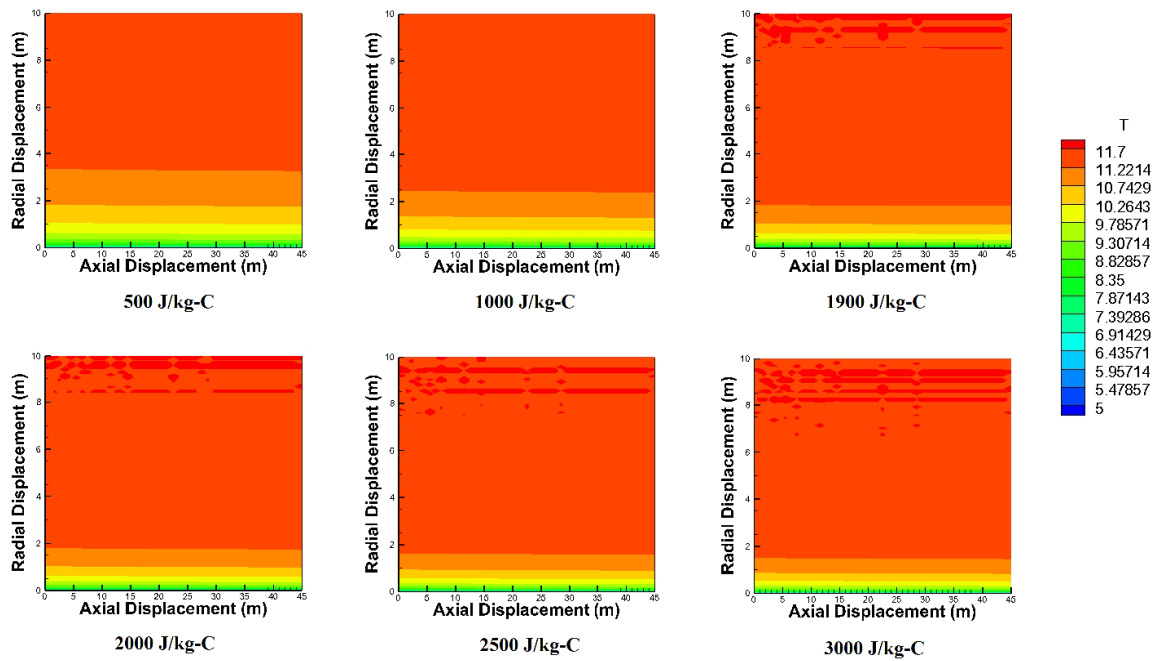 10
8
6
4
2
0
Radial Displacement (m)
0 5 10 15 20 25 30 35 40 45
Axial Displacement (m)
500 J/kg-C
10
8
6
4
2
0
Radial Displacement (m)
0 5 10 15 20 25 30 35 40 45
Axial Displacement (m)
1000 J/kg-C
10
8
6
4
2
0
Radial Displacement (m)
0 5 10 15 20 25 30 35 40 45
Axial Displacement (m)
1900 J/kg-C
T
11.7
11.2214
10.7429
10.2643
9.78571
9.30714
8.82857
8.35
7.87143
7.39286
6.91429
6.43571
5.95714
5.47857
5
10
8
6
4
2
0
Radial Displacement (m)
0 5 10 15 20 25 30 35 40 45
Axial Displacement (m)
2000 J/kg-C
10
8
6
4
2
0
Radial Displacement (m)
0 5 10 15 20 25 30 35 40 45
Axial Displacement (m)
2500 J/kg-C
10
8
6
4
2
0
Radial Displacement (m)
0 5 10 15 20 25 30 35 40 45
Axial Displacement (m)
3000 J/kg-C